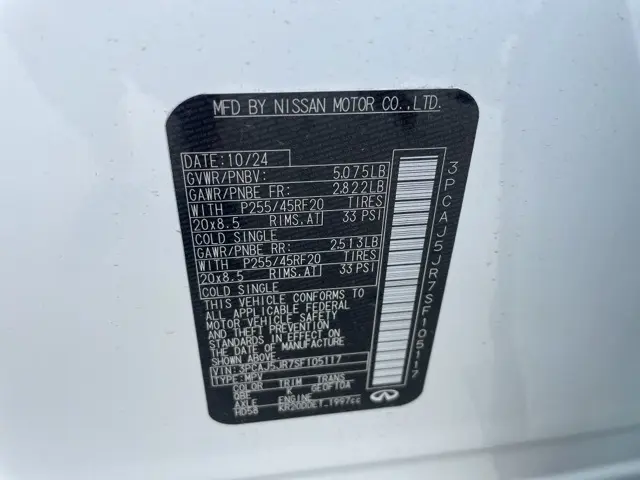 MFD BY NISSAN MOTOR CO.,LTD.
DATE: 10/24
GVWR/PNBV: 5,075LB
GAWR/PNBE FR: 2,822LB
WITH P255/45RF20 TIRES
20x8.5 RIMS.AT 33 PSI
COLD SINGLE
GAWR/PNBE RR: 2,513LB
WITH P255/45RF20 TIRES
20x8.5 RIMS.AT 33 PSI
COLD SINGLE
THIS VEHICLE CONFORMS TO
ALL APPLICABLE FEDERAL
MOTOR VEHICLE SAFETY
AND THEFT PREVENTION
STANDARDS IN EFFECT ON
THE DATE OF MANUFACTURE
SHOWN ABOVE.
VIN: 3PCAJ5JR7SF105117
TYPE: MPV
COLOR TRIM TRANS
QBE K GE0FT0A
AXLE ENGINE
HD58 KR20DDET 1997cc
3PCAJ5JR7SF105117